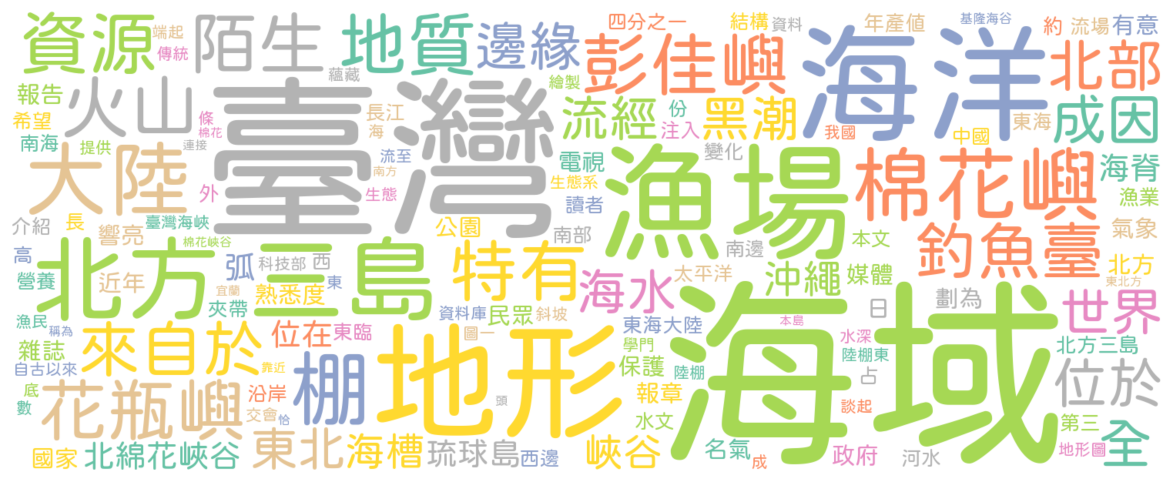 資源
端起
傳統
陌生
地質
邊緣
四分之一
結構
資料
年產值
基隆海谷
約
流場
有意
彭佳嶼
海洋
北部
蘊藏
繪製
報告
火山
臺灣
長江
條
海
棉花
連接
流經
份
注入
黑潮
我國
中國
東海
成因
希望
南海
提供
流至
南方
電視
變化
生態系
生態
讀者
海脊
漁業
大陸
外
漁場
棉花嶼
介紹
長
臺灣海峽
響亮
棉花峽谷
公園
南部
南邊
本文
釣魚臺
氣象
高
北方三島
弧
科技部
西
特有
太平洋
沖繩
媒體
北方
東北方
營養
近年
宜蘭
熟悉度
東
海水
日
劃為
世界
漁民
稱為
夾帶
資料庫
民眾
斜坡
圖一
東海大陸
本島
海域
水深
雜誌
來自於
位在
東臨
地形
學門
保護
陸棚
陸棚東
北方三島
自古以來
靠近
棚
占
位於
底
數
花瓶嶼
沿岸
交會
恰
頭
報章
水文
談起
第三
國家
北綿花峽谷
東北
海槽
琉球島
西邊
峽谷
名氣
成
政府
河水
地形圖
全